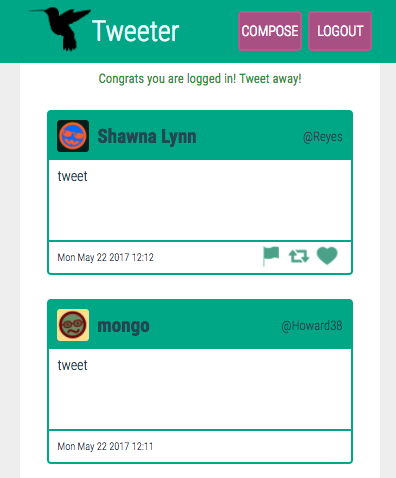 Tweeter
COMPOSE
LOGOUT
Congrats you are logged in! Tweet away!
Shawna Lynn
@Reyes
tweet
Mon May 22 2017 12:12
mongo
@Howard38
tweet
Mon May 22 2017 12:11